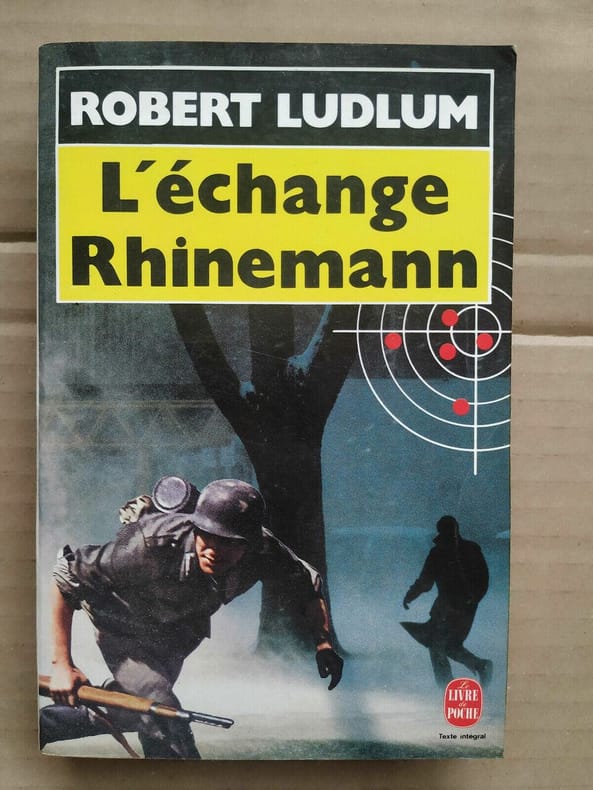 ROBERT LUDLUM
L'échange
Rhinemann
Le
LIVRE
de
POCHE
Texte intégral